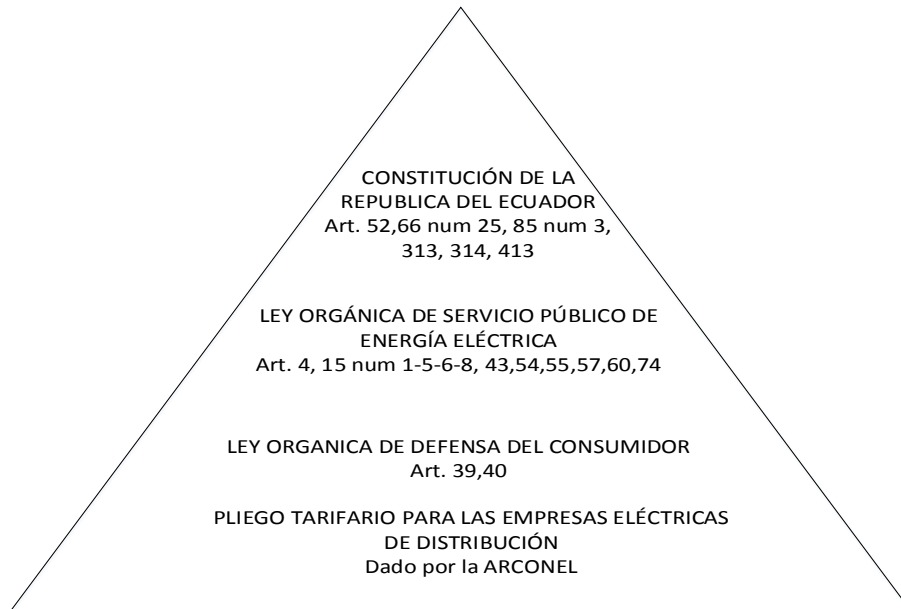 CONSTITUCIÓN DE LA
REPUBLICA DEL ECUADOR
Art. 52,66 num 25, 85 num 3,
313, 314, 413
LEY ORGÁNICA DE SERVICIO PÚBLICO DE
ENERGÍA ELÉCTRICA
Art. 4, 15 num 1-5-6-8, 43,54,55,57,60,74
LEY ORGANICA DE DEFENSA DEL CONSUMIDOR
Art. 39,40
PLIEGO TARIFARIO PARA LAS EMPRESAS ELÉCTRICAS
DE DISTRIBUCIÓN
Dado por la ARCONEL